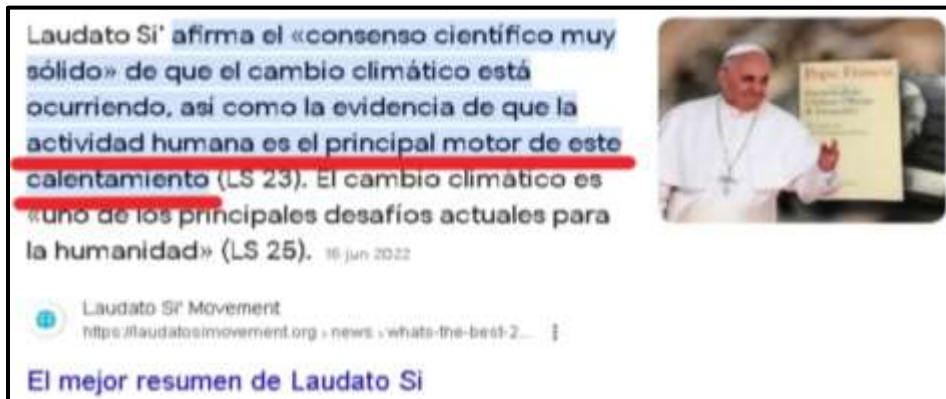 Laudato Si' afirma el «consenso científico muy
sólido» de que el cambio climático está
ocurriendo, así como la evidencia de que la
actividad humana es el principal motor de este
calentamiento (LS 23). El cambio climático es
«uno de los principales desafíos actuales para
la humanidad» (LS 25). 16 jun 2022
Pope Francis
Laudato Si' Movement
https://laudatosimovement.org › news › whats-the-best-2...
El mejor resumen de Laudato Si